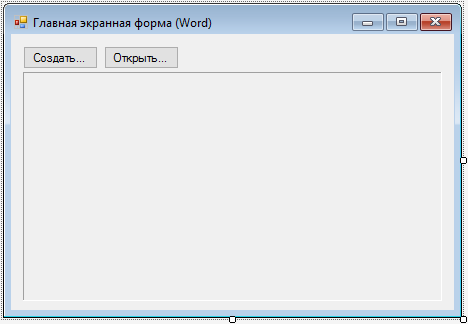 Главная экранная форма (Word)
Создать... Открыть...